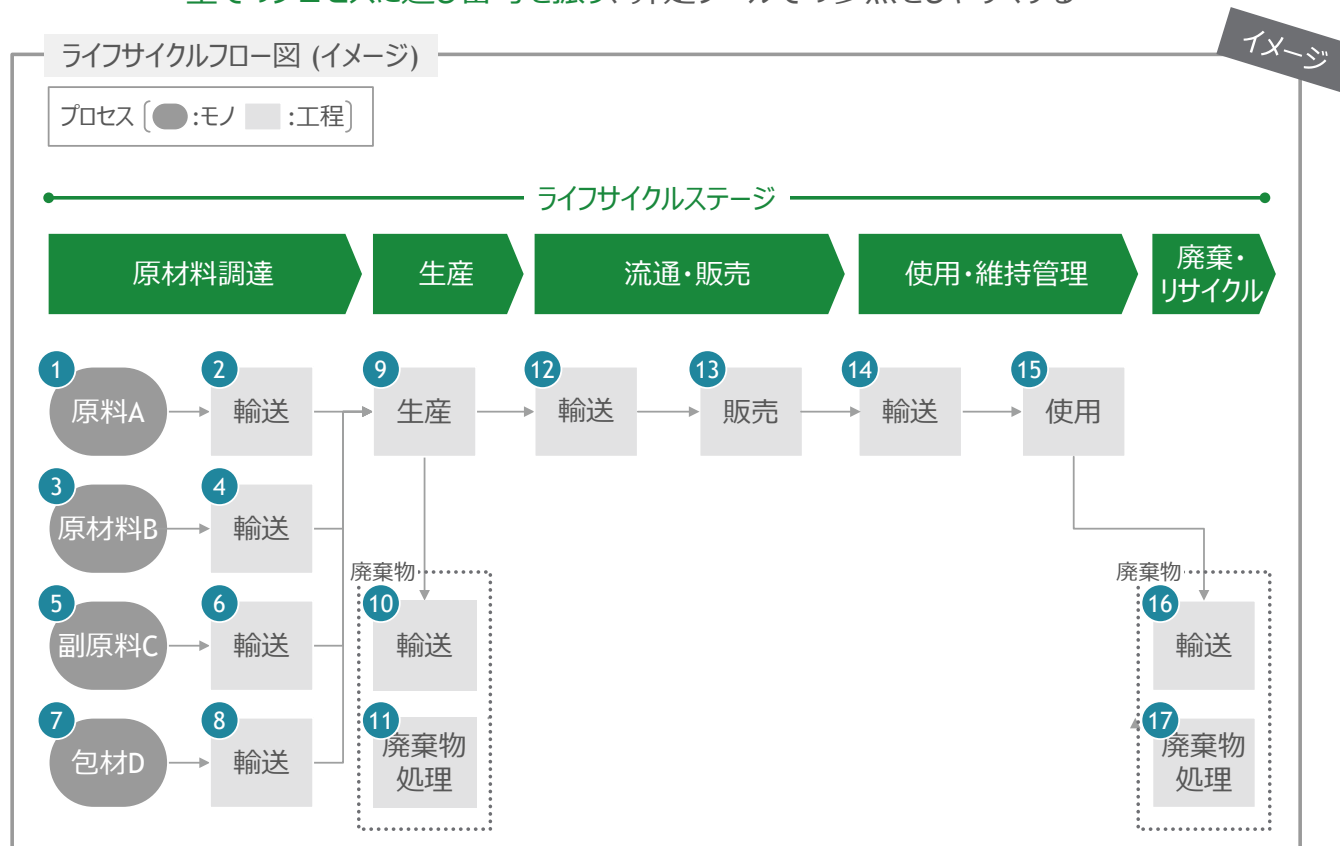 イメージ
ライフサイクルフロー図 (イメージ)
プロセス〔 :モノ :工程〕
ライフサイクルステージ
原材料調達
生産
流通・販売
使用・維持管理
廃棄・
リサイクル
1
原料A
2
輸送
9
生産
12
輸送
13
販売
14
輸送
15
使用
3
原材料B
4
輸送
5
副原料C
6
輸送
7
包材D
8
輸送
廃棄物
10
輸送
11
廃棄物
処理
廃棄物
16
輸送
17
廃棄物
処理